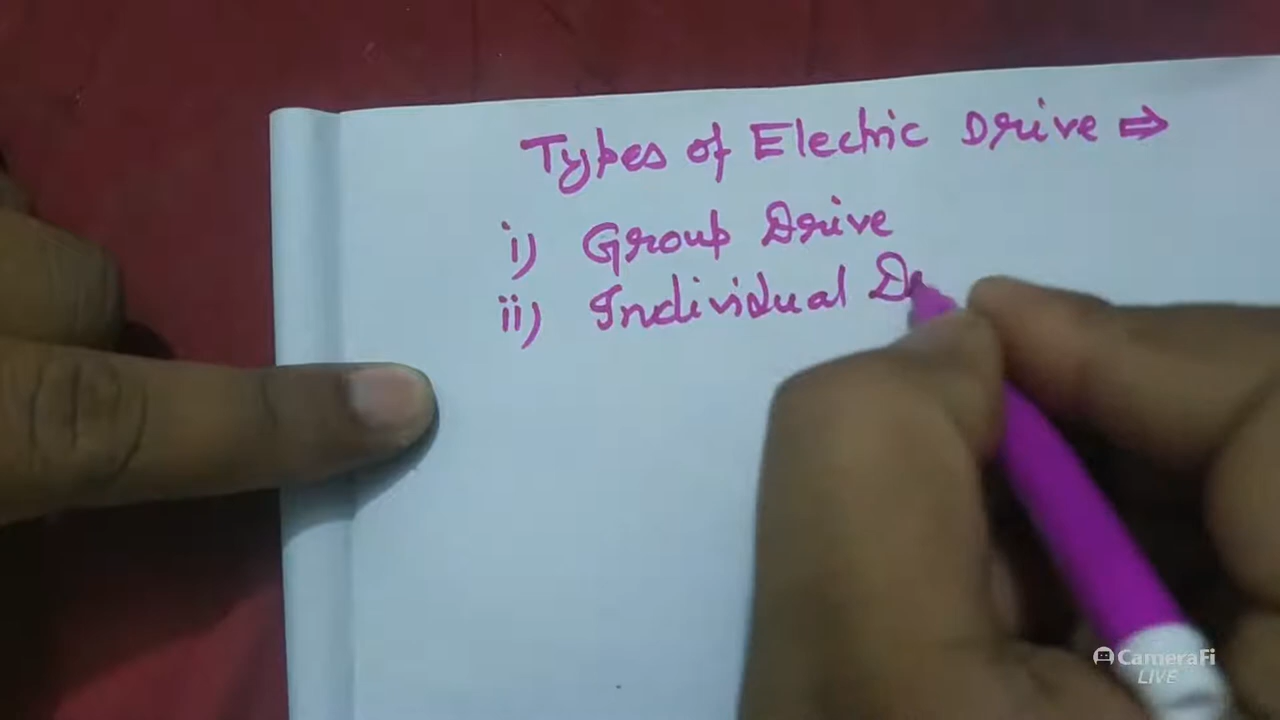 Types of Electric Drive ⇒
i) Group Drive
ii) Individual D
CameraFi
LIVE